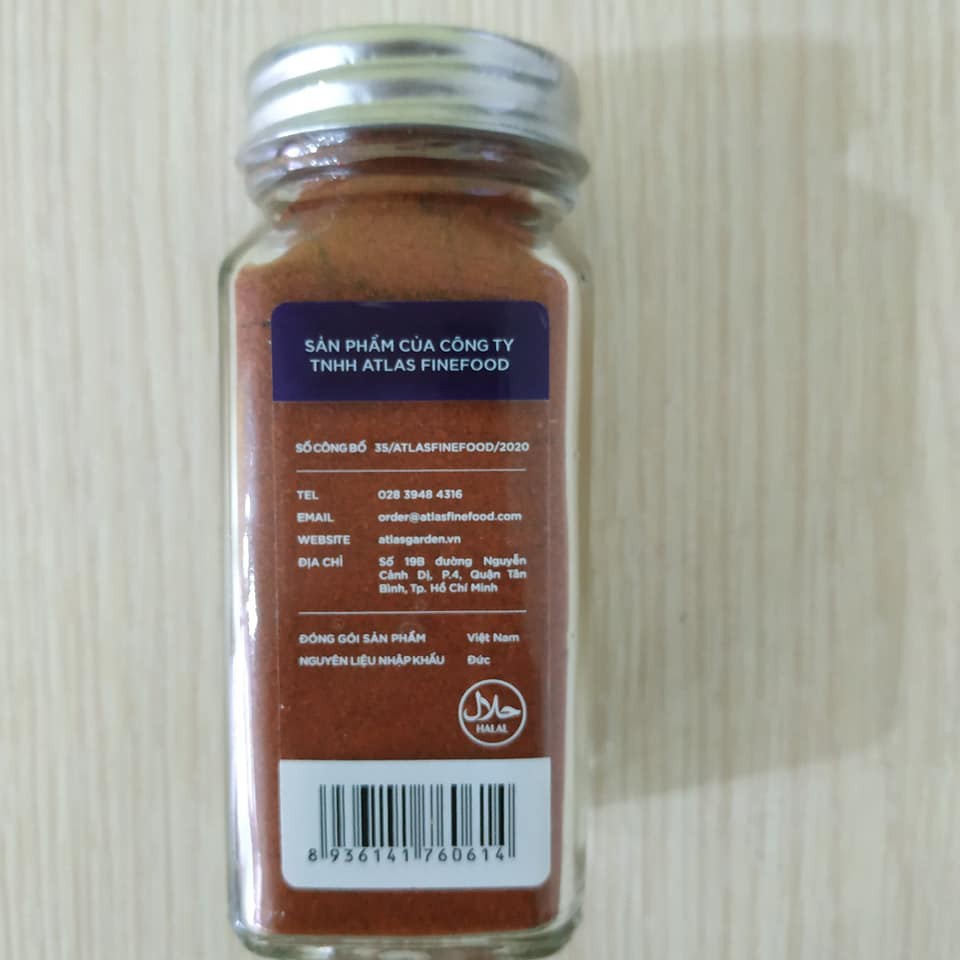 SẢN PHẨM CỦA CÔNG TY
TNHH ATLAS FINEFOOD
SỐ CÔNG BỐ 35/ATLASFINEFOOD/2020
TEL 028 3948 4316
EMAIL order@atlasfinefood.com
WEBSITE atlasgarden.vn
ĐỊA CHỈ Số 19B đường Nguyễn
Cảnh Dị, P.4, Quận Tân
Bình, Tp. Hồ Chí Minh
ĐÓNG GÓI SẢN PHẨM Việt Nam
NGUYÊN LIỆU NHẬP KHẨU Đức
حلال
HALAL
8 936141 760614